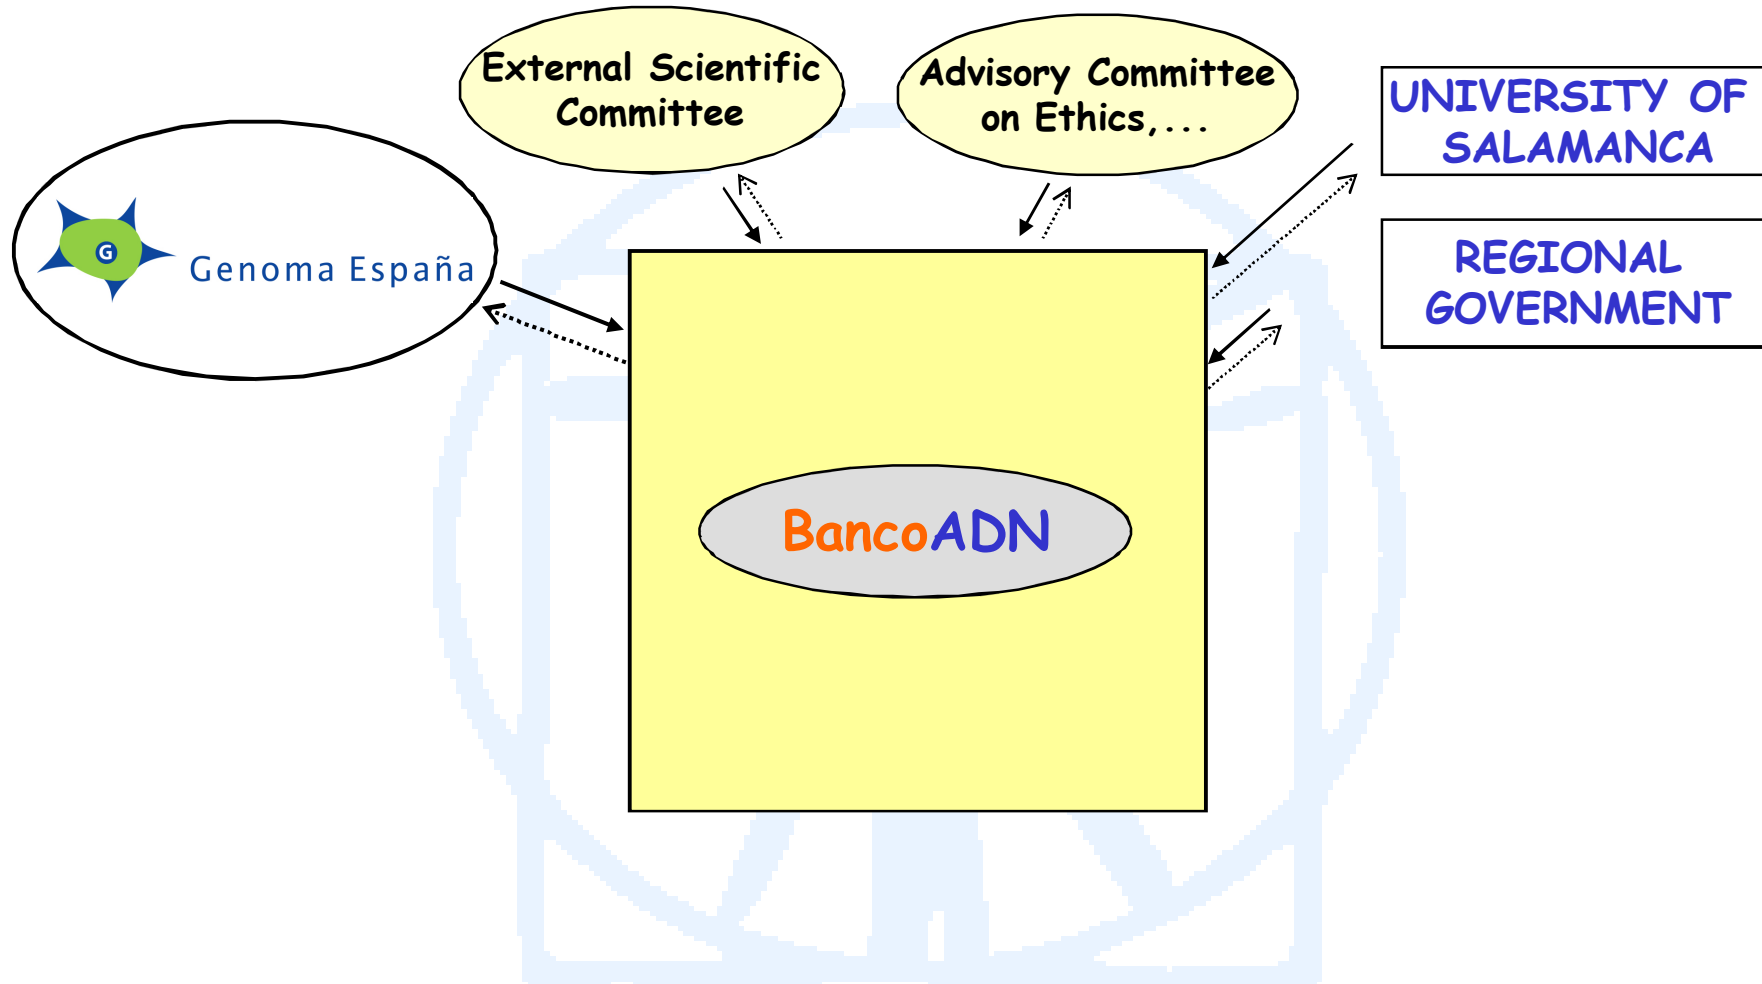 External Scientific
Committee
Advisory Committee
on Ethics,...
UNIVERSITY OF
SALAMANCA
G
Genoma España
REGIONAL
GOVERNMENT
BancoADN